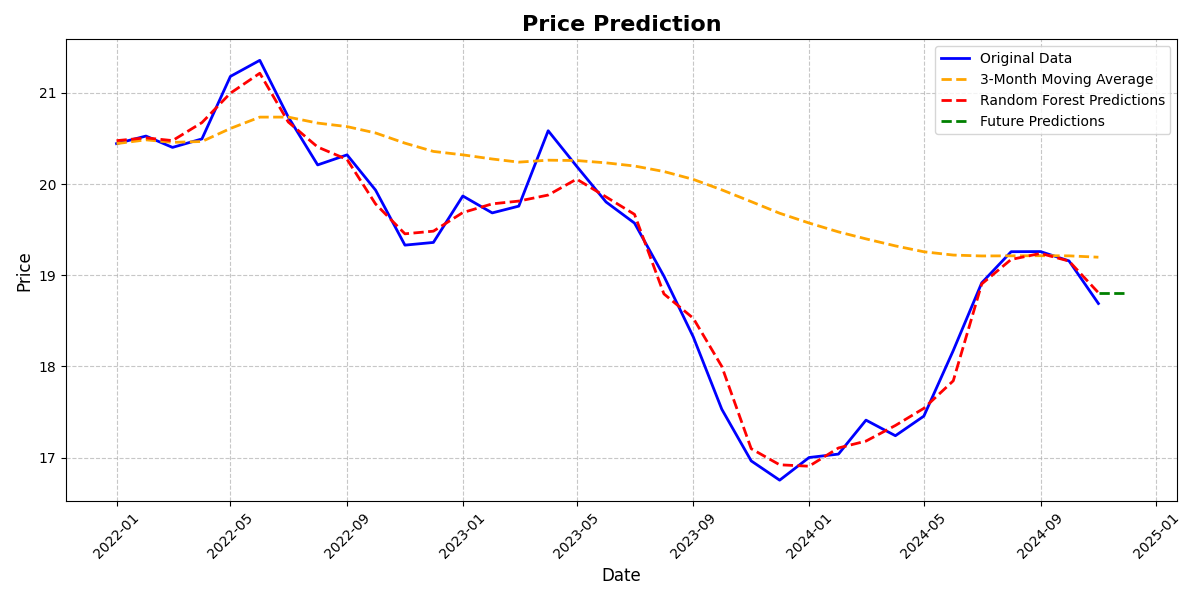 Price Prediction
Original Data
3-Month Moving Average
Random Forest Predictions
Future Predictions
Price
21
20
19
18
17
2022-01
2022-05
2022-09
2023-01
2023-05
2023-09
2024-01
2024-05
2024-09
2025-01
Date